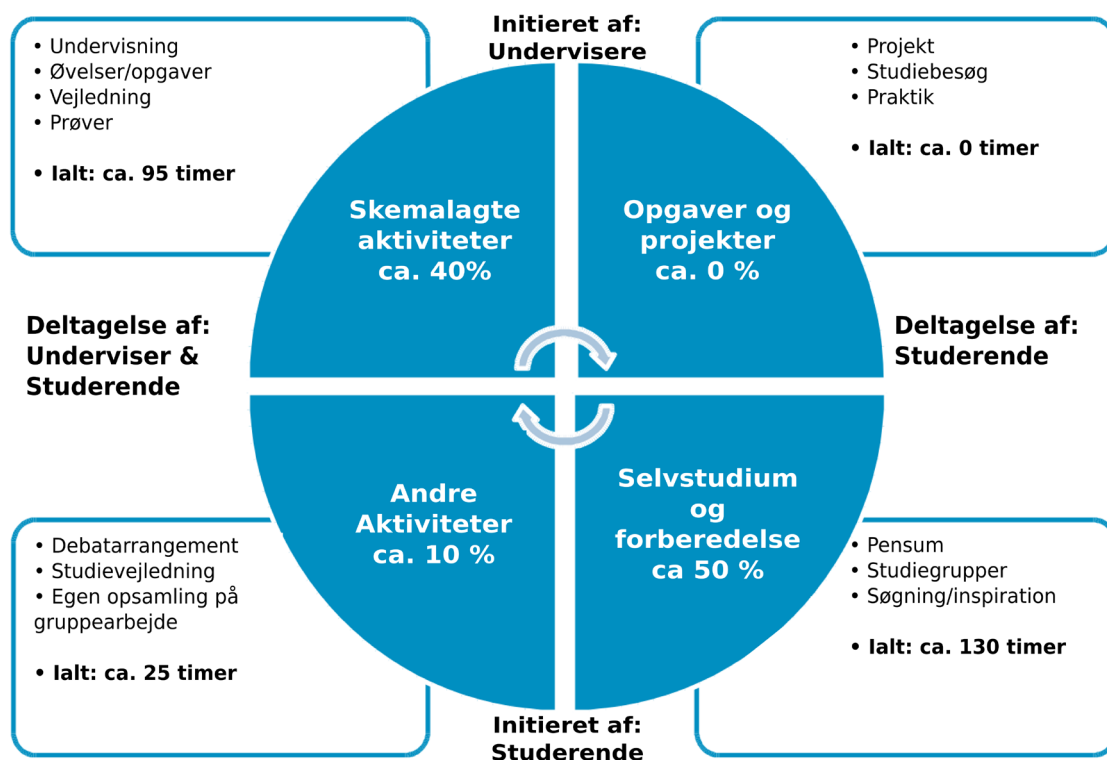 Initieret af:
Undervisere
• Undervisning
• Øvelser/opgaver
• Vejledning
• Prøver
• Ialt: ca. 95 timer
• Projekt
• Studiebesøg
• Praktik
• Ialt: ca. 0 timer
Skemalagte
aktiviteter
ca. 40%
Opgaver og
projekter
ca. 0 %
Deltagelse af:
Underviser &
Studerende
Deltagelse af:
Studerende
Andre
Aktiviteter
ca. 10 %
Selvstudium
og
forberedelse
ca 50 %
• Debatarrangement
• Studievejledning
• Egen opsamling på
gruppearbejde
• Ialt: ca. 25 timer
• Pensum
• Studiegrupper
• Søgning/inspiration
• Ialt: ca. 130 timer
Initieret af:
Studerende